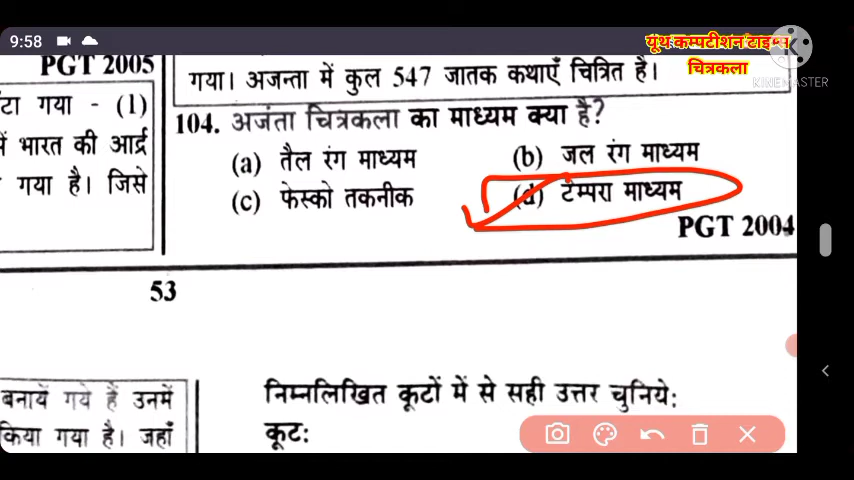 9:58
यूथ कम्पटीशन टाइम्स
चित्रकला
KINEMASTER
PGT 2005
टा गया - (1)
में भारत की आर्द्र
गया है। जिसे
गया। अजन्ता में कुल 547 जातक कथाएँ चित्रित है।
104. अजंता चित्रकला का माध्यम क्या है?
(a) तैल रंग माध्यम
(b) जल रंग माध्यम
(c) फेस्को तकनीक
(d) टेम्परा माध्यम
PGT 2004
53
बनायें गये हैं उनमें
किया गया है। जहाँ
निम्नलिखित कूटों में से सही उत्तर चुनिये:
कूट: